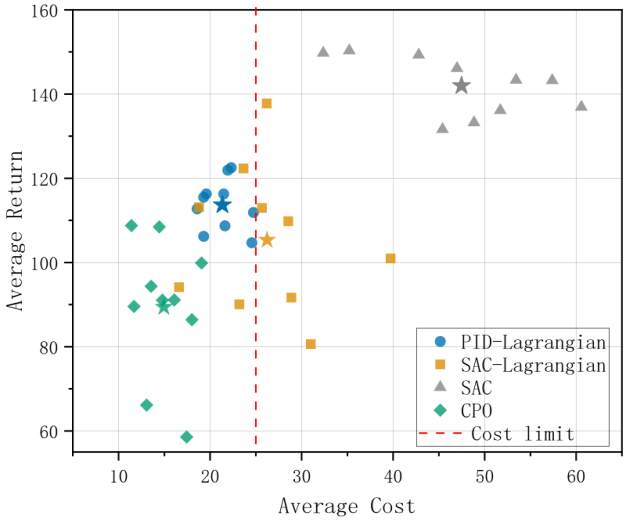 160
140
120
100
80
60
Average Return
10
20
30
40
50
60
Average Cost
PID-Lagrangian
SAC-Lagrangian
SAC
CPO
Cost limit